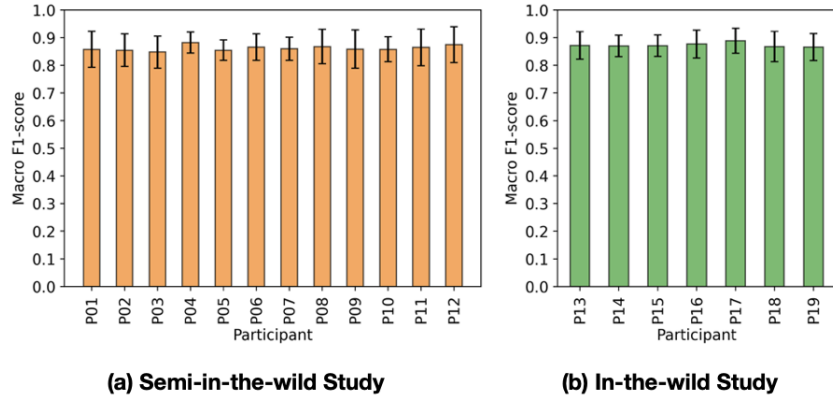 Macro F1-score
1.0
0.9
0.8
0.7
0.6
0.5
0.4
0.3
0.2
0.1
0.0
P01 P02 P03 P04 P05 P06 P07 P08 P09 P10 P11 P12
Participant
(a) Semi-in-the-wild Study
Macro F1-score
1.0
0.9
0.8
0.7
0.6
0.5
0.4
0.3
0.2
0.1
0.0
P13 P14 P15 P16 P17 P18 P19
Participant
(b) In-the-wild Study